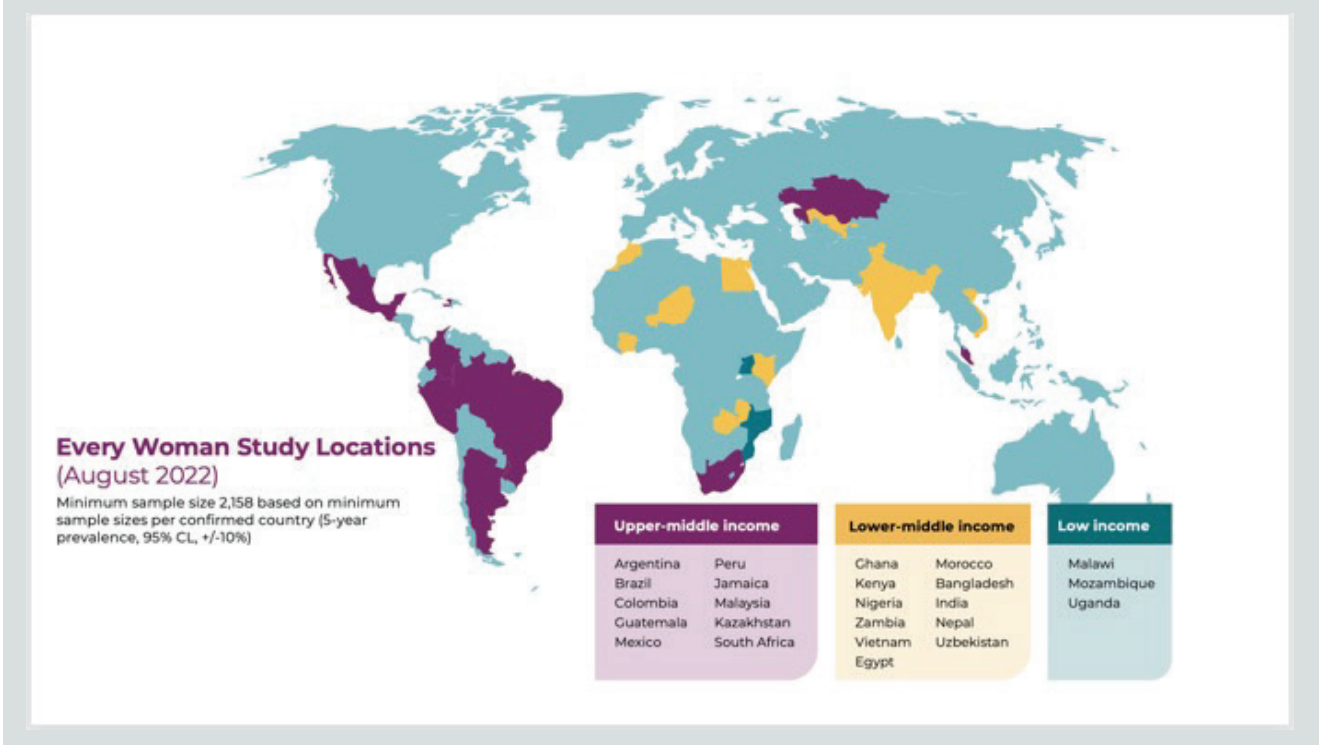 Every Woman Study Locations
(August 2022)
Minimum sample size 2,158 based on minimum
sample sizes per confirmed country (5-year
prevalence, 95% CL, +/-10%)
Upper-middle income
Argentina
Brazil
Colombia
Guatemala
Mexico
Peru
Jamaica
Malaysia
Kazakhstan
South Africa
Lower-middle income
Ghana
Kenya
Nigeria
Zambia
Vietnam
Egypt
Morocco
Bangladesh
India
Nepal
Uzbekistan
Low income
Malawi
Mozambique
Uganda